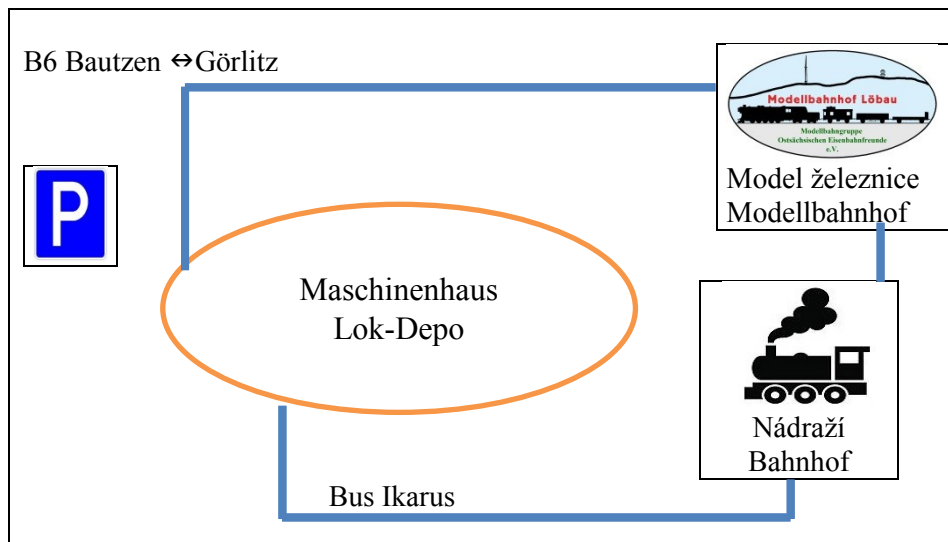 B6 Bautzen ↔Görlitz
Modellbahnhof Löbau
Modellbahngruppe
Ostsächsischen Eisenbahnfreunde
e.V.
Model železnice
Modellbahnhof
P
Maschinenhaus
Lok-Depo
Nádraží
Bahnhof
Bus Ikarus